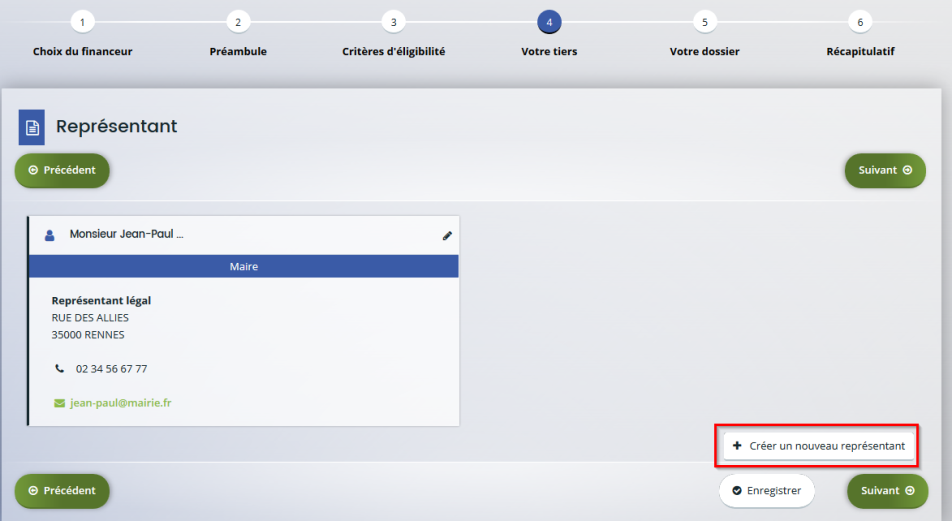 1 2 3 4 5 6
Choix du financeur Préambule Critères d'éligibilité Votre tiers Votre dossier Récapitulatif
Représentant
Précédent Suivant
Monsieur Jean-Paul ...
Maire
Représentant légal
RUE DES ALLIES
35000 RENNES
02 34 56 67 77
jean-paul@mairie.fr
Créer un nouveau représentant
Précédent Enregistrer Suivant